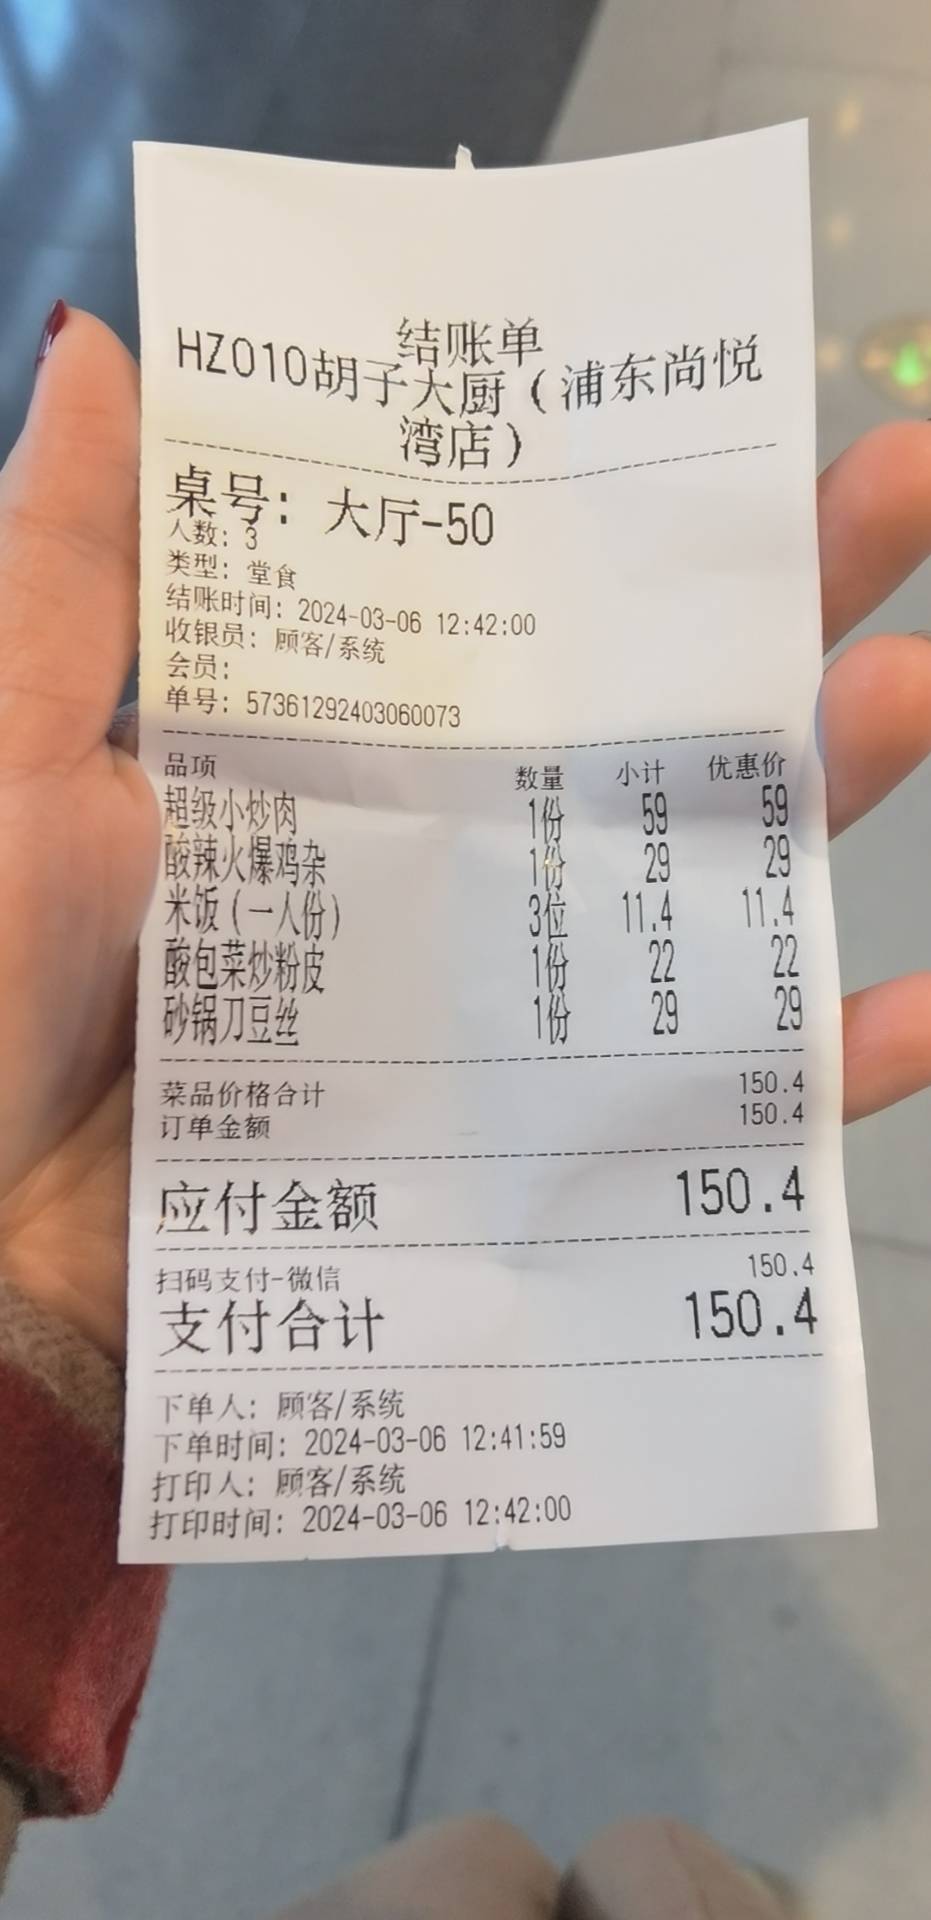 结账单
HZ010胡子大厨（浦东尚悦
湾店）
桌号：大厅-50
人数：3
类型：堂食
结账时间：2024-03-06 12:42:00
收银员：顾客/系统
会员：
单号：57361292403060073
品项 数量 小计 优惠价
超级小炒肉 1份 59 59
酸辣火爆鸡杂 1份 29 29
米饭（一人份） 3位 11.4 11.4
酸包菜炒粉皮 1份 22 22
砂锅刀豆丝 1份 29 29
菜品价格合计 150.4
订单金额 150.4
应付金额 150.4
扫码支付-微信 150.4
支付合计 150.4
下单人：顾客/系统
下单时间：2024-03-06 12:41:59
打印人：顾客/系统
打印时间：2024-03-06 12:42:00